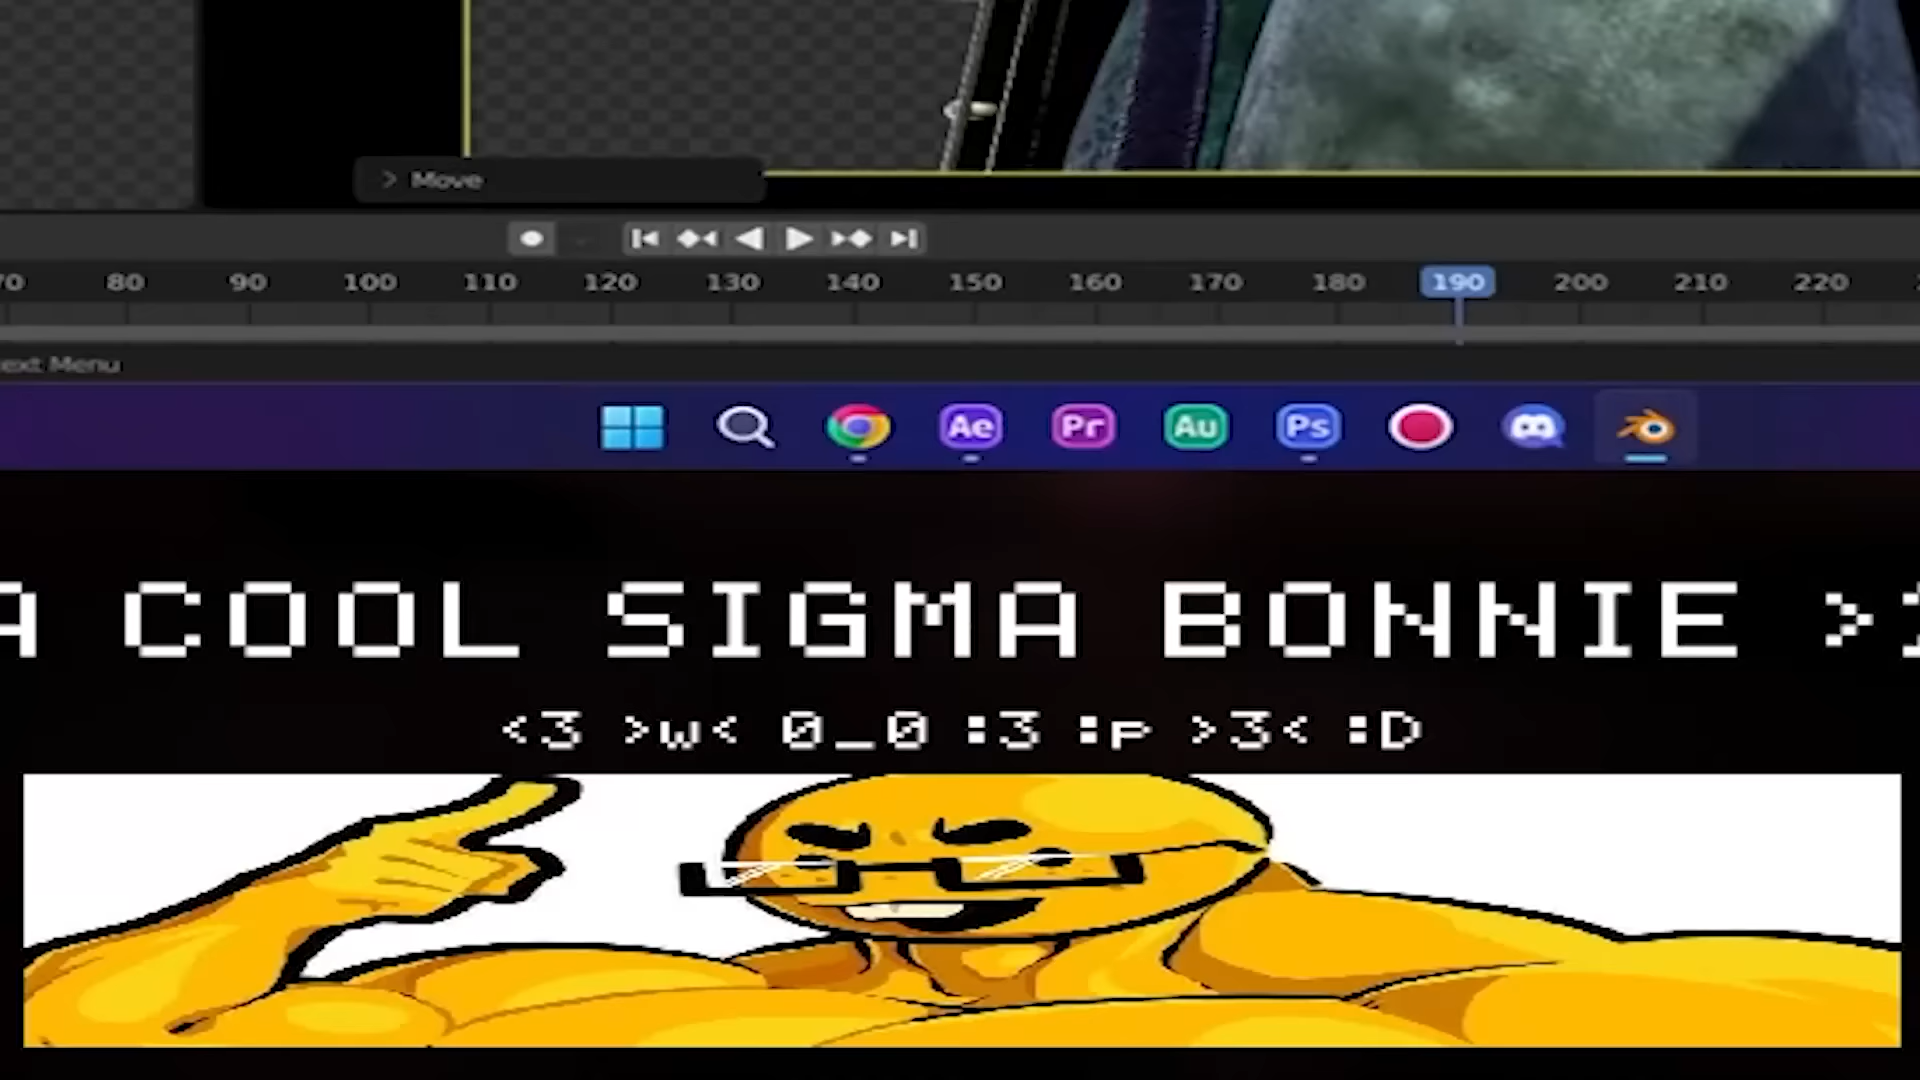 > Move
70 80 90 100 110 120 130 140 150 160 170 180 190 200 210 220
ext Menu
Ae Pr Au Ps
A COOL SIGMA BONNIE >:
<3 >w< 0_0 :3 :p >3< :D